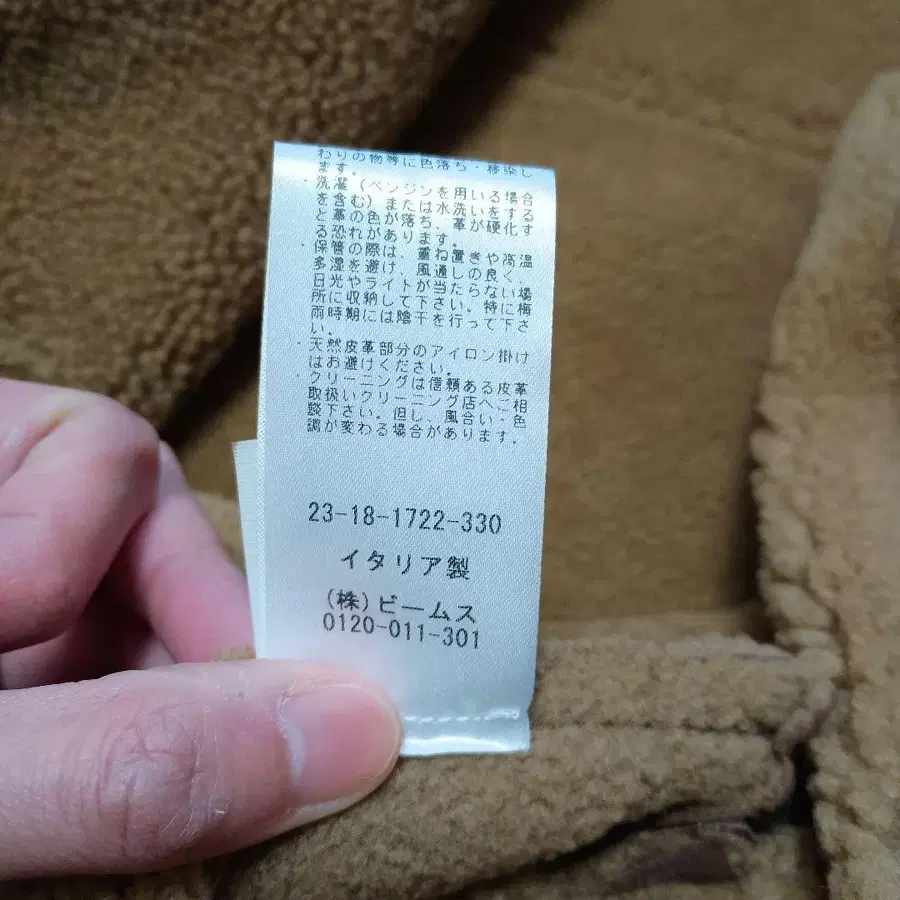 わりの物等に色落ち・移染し
ます。
・洗濯（ベンジンを用いる場合
を含む）または水洗いをする
と革の色が落ち、革が硬化す
る恐れがあります。
・保管の際は、重ね置きや高温
多湿を避け、風通しの良く、
日光やライトが当たらない場
所に収納して下さい。特に梅
雨時期には陰干を行って下さ
い。
・天然皮革部分のアイロン掛け
はお避けください。
・クリーニングは信頼ある皮革
取扱いクリーニング店へご相
談下さい。但し、風合い・色
調が変わる場合があります。
23-18-1722-330
イタリア製
(株)ビームス
0120-011-301